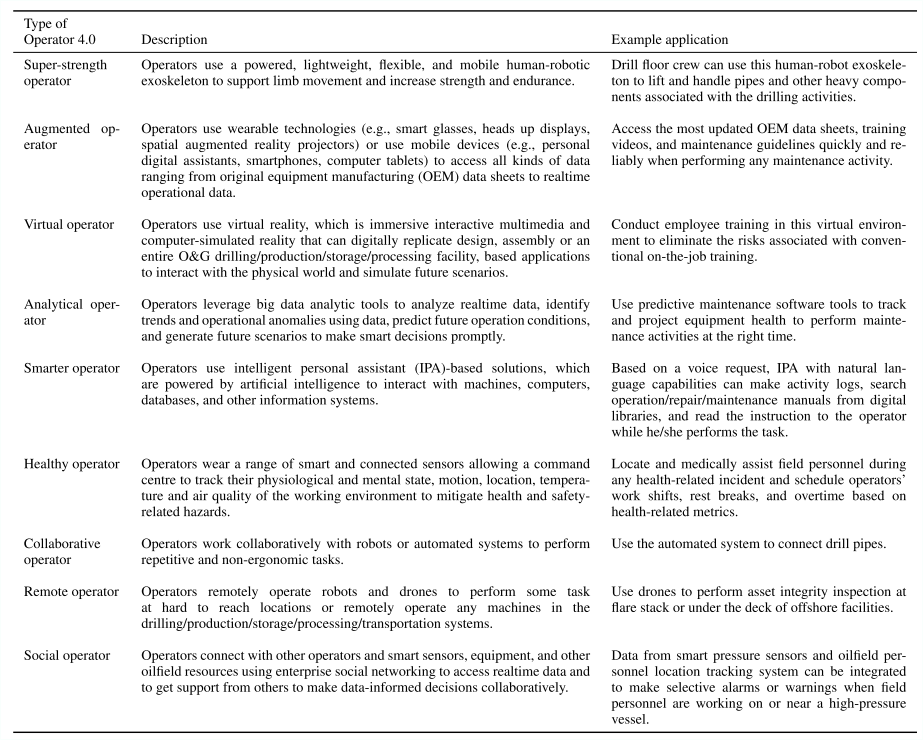 Type of
Operator 4.0 Description Example application
Super-strength operator
Operators use a powered, lightweight, flexible, and mobile human-robotic
exoskeleton to support limb movement and increase strength and endurance.
Drill floor crew can use this human-robot exoskele-
ton to lift and handle pipes and other heavy compo-
nents associated with the drilling activities.
Augmented op-
erator
Operators use wearable technologies (e.g., smart glasses, heads up displays,
spatial augmented reality projectors) or use mobile devices (e.g., personal
digital assistants, smartphones, computer tablets) to access all kinds of data
ranging from original equipment manufacturing (OEM) data sheets to realtime
operational data.
Access the most updated OEM data sheets, training
videos, and maintenance guidelines quickly and re-
liably when performing any maintenance activity.
Virtual operator
Operators use virtual reality, which is immersive interactive multimedia and
computer-simulated reality that can digitally replicate design, assembly or an
entire O&G drilling/production/storage/processing facility, based applications
to interact with the physical world and simulate future scenarios.
Conduct employee training in this virtual environ-
ment to eliminate the risks associated with conven-
tional on-the-job training.
Analytical oper-
ator
Operators leverage big data analytic tools to analyze realtime data, identify
trends and operational anomalies using data, predict future operation conditions,
and generate future scenarios to make smart decisions promptly.
Use predictive maintenance software tools to track
and project equipment health to perform mainte-
nance activities at the right time.
Smarter operator
Operators use intelligent personal assistant (IPA)-based solutions, which
are powered by artificial intelligence to interact with machines, computers,
databases, and other information systems.
Based on a voice request, IPA with natural lan-
guage capabilities can make activity logs, search
operation/repair/maintenance manuals from digital
libraries, and read the instruction to the operator
while he/she performs the task.
Healthy operator
Operators wear a range of smart and connected sensors allowing a command
centre to track their physiological and mental state, motion, location, tempera-
ture and air quality of the working environment to mitigate health and safety-
related hazards.
Locate and medically assist field personnel during
any health-related incident and schedule operators'
work shifts, rest breaks, and overtime based on
health-related metrics.
Collaborative
operator
Operators work collaboratively with robots or automated systems to perform
repetitive and non-ergonomic tasks.
Use the automated system to connect drill pipes.
Remote operator
Operators remotely operate robots and drones to perform some task
at hard to reach locations or remotely operate any machines in the
drilling/production/storage/processing/transportation systems.
Use drones to perform asset integrity inspection at
flare stack or under the deck of offshore facilities.
Social operator
Operators connect with other operators and smart sensors, equipment, and other
oilfield resources using enterprise social networking to access realtime data and
to get support from others to make data-informed decisions collaboratively.
Data from smart pressure sensors and oilfield per-
sonnel location tracking system can be integrated
to make selective alarms or warnings when field
personnel are working on or near a high-pressure
vessel.